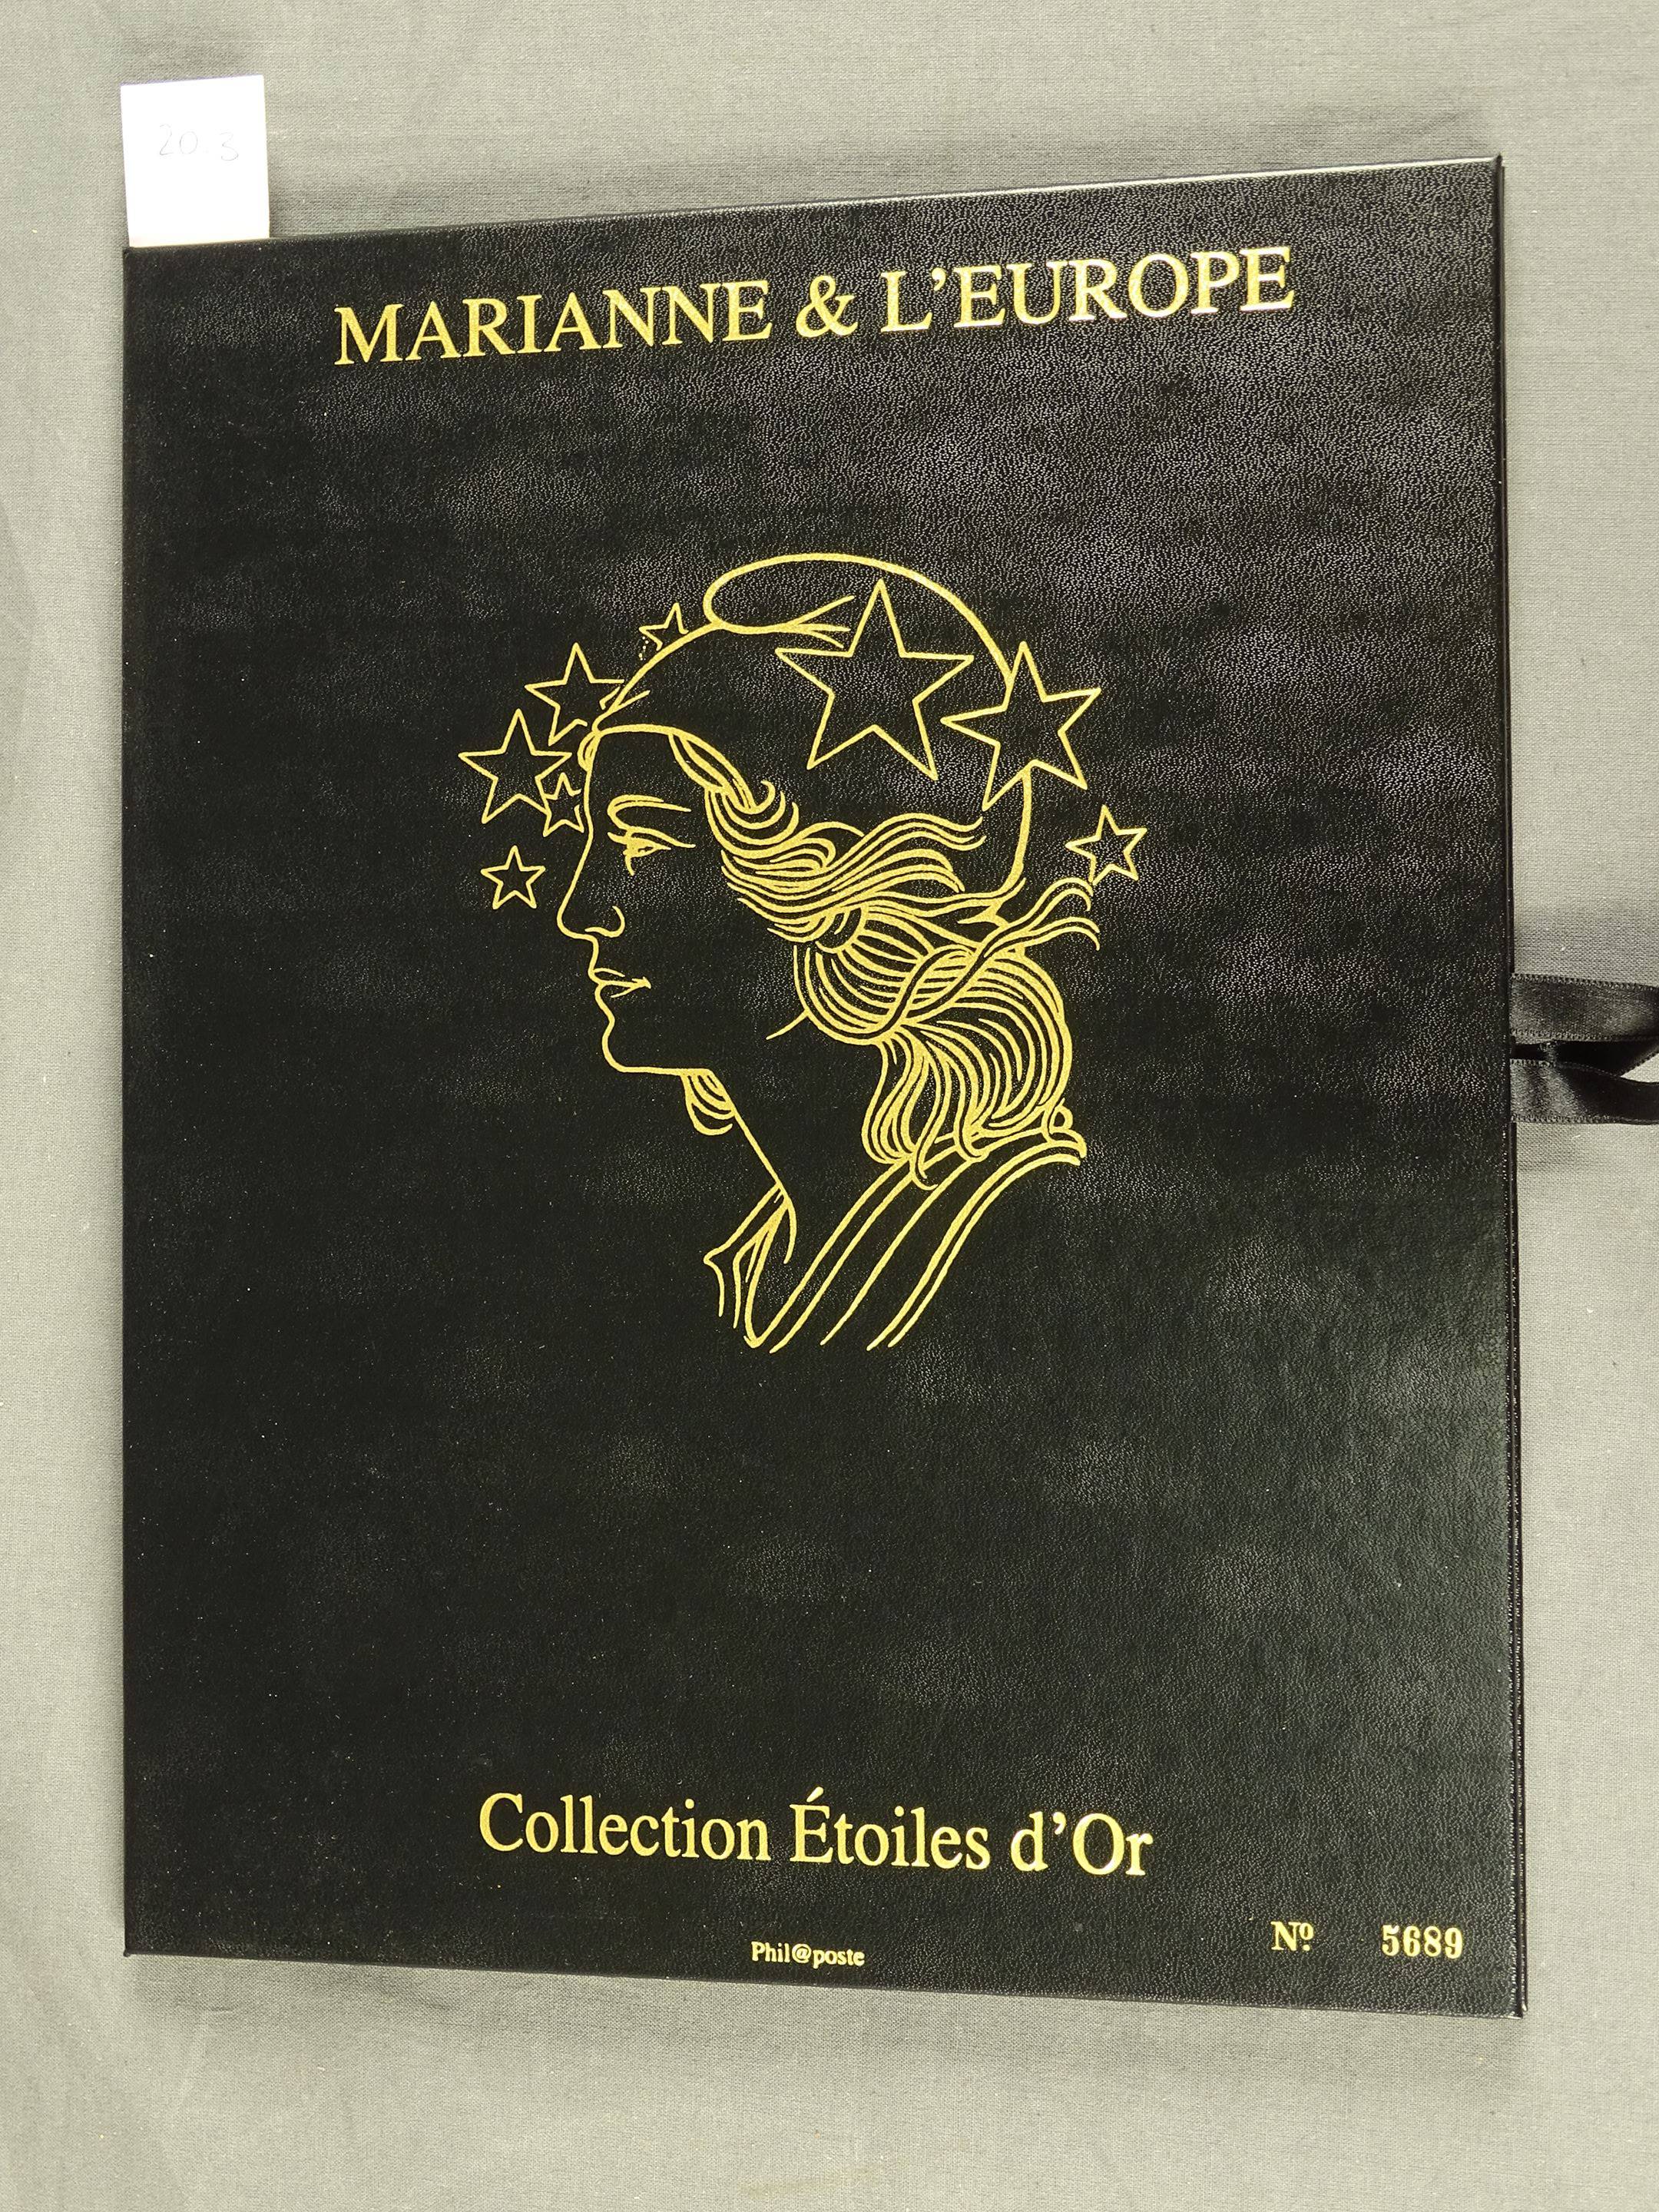 20.3
MARIANNE & L'EUROPE
Collection Étoiles d'Or
Phil@poste
Nº 5689